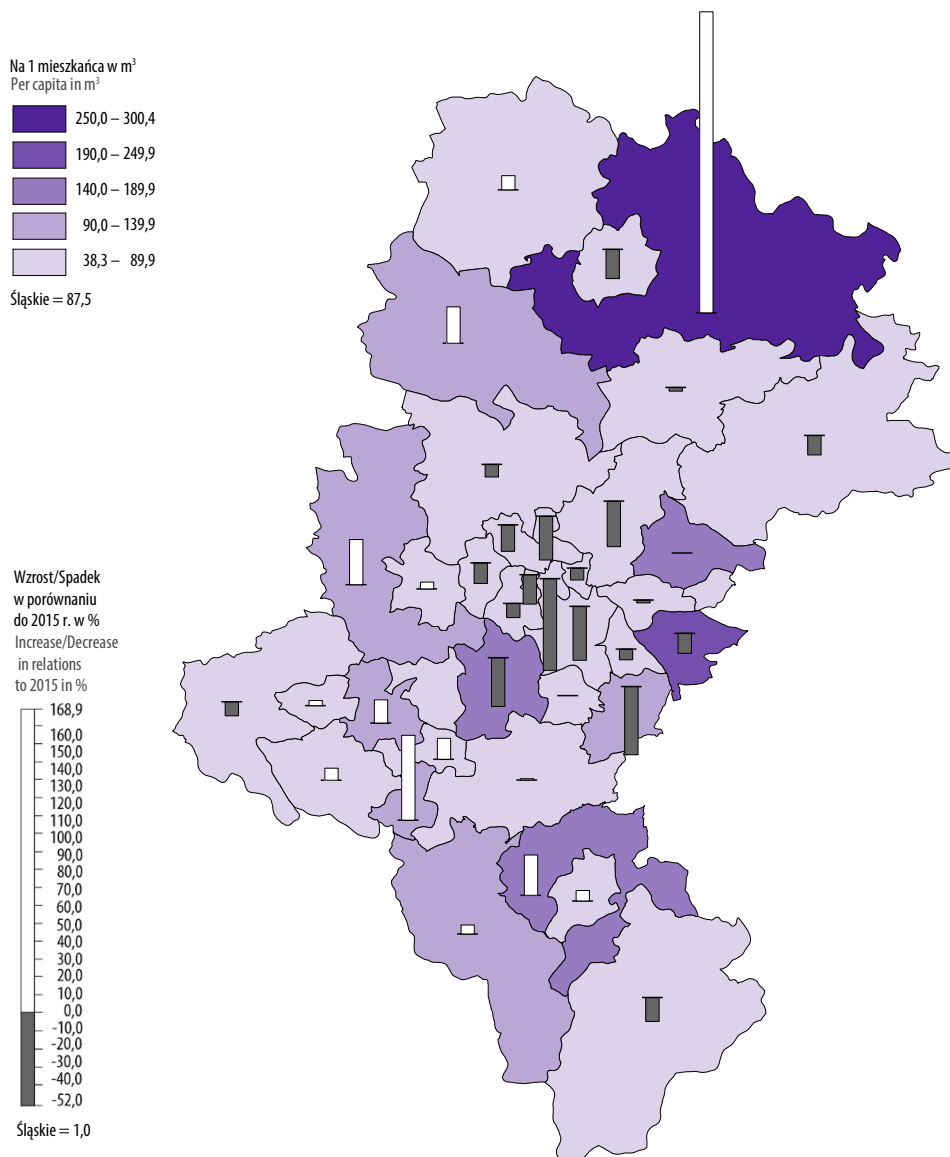 Na 1 mieszkańca w m³
Per capita in m³
250,0 – 300,4
190,0 – 249,9
140,0 – 189,9
90,0 – 139,9
38,3 – 89,9
Śląskie = 87,5
Wzrost/Spadek
w porównaniu
do 2015 r. w %
Increase/Decrease
in relations
to 2015 in %
168,9
160,0
150,0
140,0
130,0
120,0
110,0
100,0
90,0
80,0
70,0
60,0
50,0
40,0
30,0
20,0
10,0
0,0
-10,0
-20,0
-30,0
-40,0
-52,0
Śląskie = 1,0